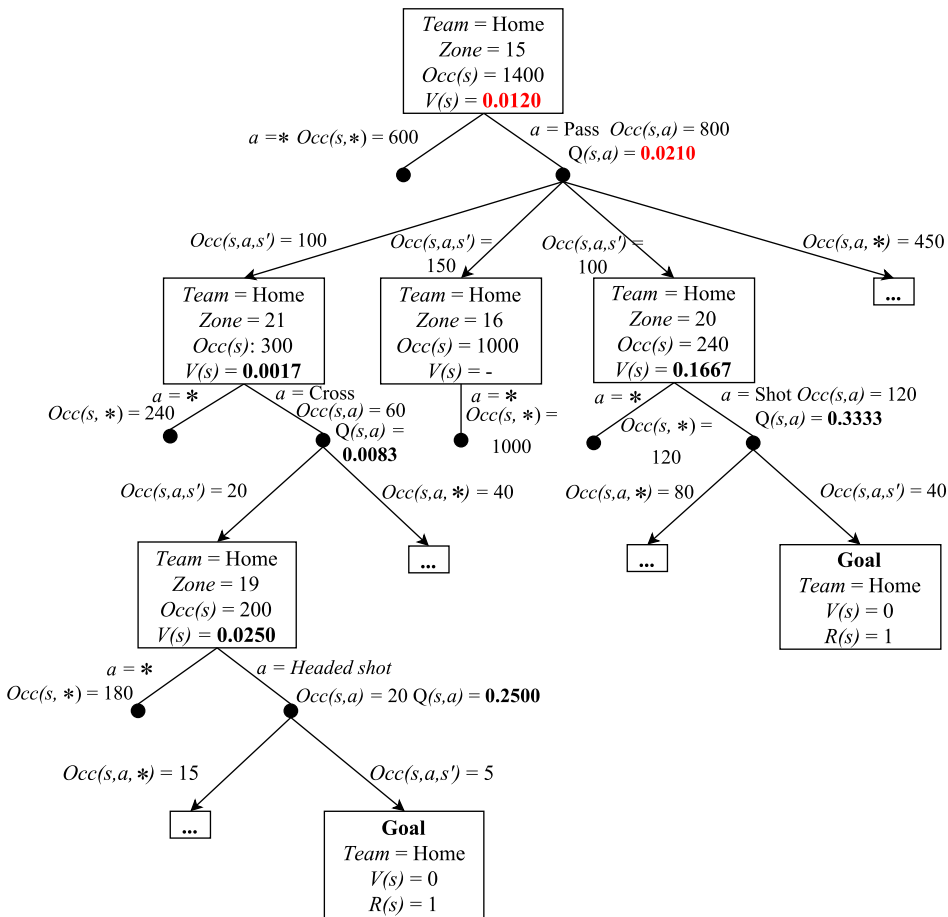 Team = Home
Zone = 15
Occ(s) = 1400
V(s) = 0.0120
a =* Occ(s,*) = 600
a = Pass Occ(s,a) = 800
Q(s,a) = 0.0210
Occ(s,a,s′) = 100
Occ(s,a,s′) =
150
Occ(s,a,s′) =
100
Occ(s,a,*) = 450
Team = Home
Zone = 21
Occ(s): 300
V(s) = 0.0017
Team = Home
Zone = 16
Occ(s) = 1000
V(s) = -
Team = Home
Zone = 20
Occ(s) = 240
V(s) = 0.1667
...
a = *
Occ(s, *) = 240
a = Cross
Occ(s,a) = 60
Q(s,a) =
0.0083
a = *
Occ(s, *) =
1000
a = *
Occ(s, *) =
120
a = Shot Occ(s,a) = 120
Q(s,a) = 0.3333
Occ(s,a,s′) = 20
Occ(s,a,*) = 40
Occ(s,a,*) = 80
Occ(s,a,s′) = 40
Team = Home
Zone = 19
Occ(s) = 200
V(s) = 0.0250
...
...
Goal
Team = Home
V(s) = 0
R(s) = 1
a = *
Occ(s, *) = 180
a = Headed shot
Occ(s,a) = 20 Q(s,a) = 0.2500
Occ(s,a,*) = 15
Occ(s,a,s′) = 5
...
Goal
Team = Home
V(s) = 0
R(s) = 1